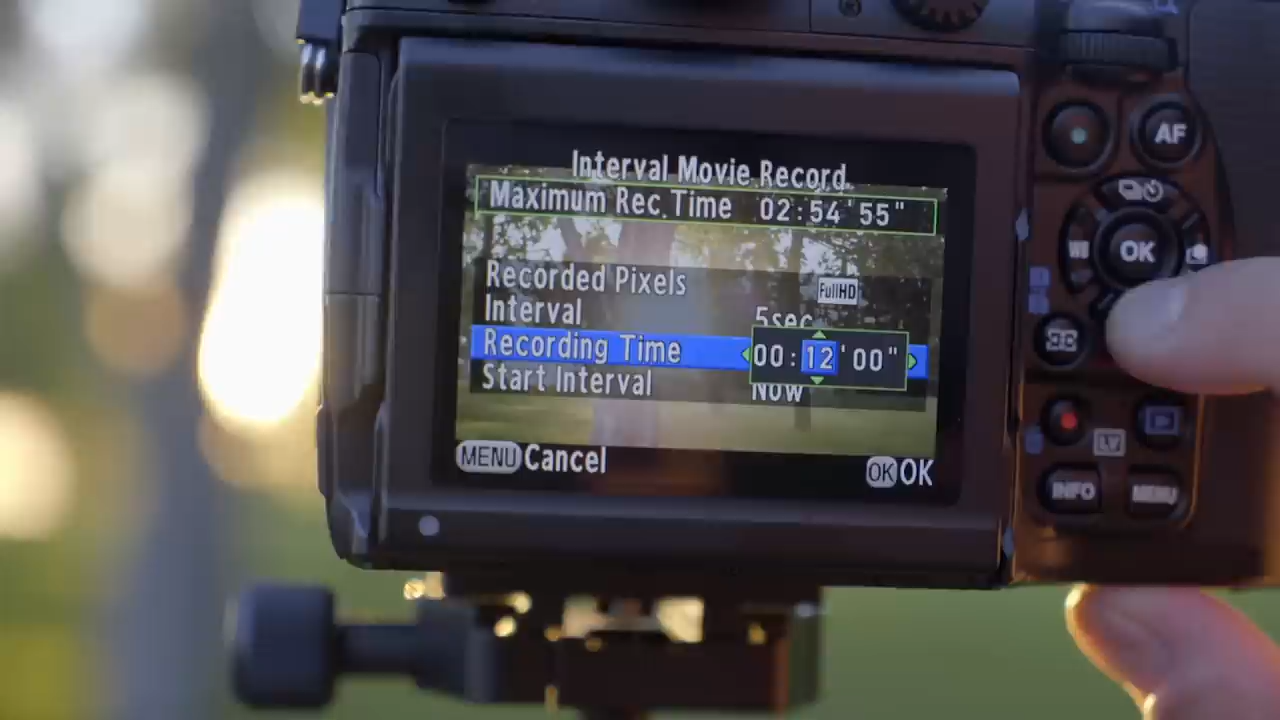 Interval Movie Record.
Maximum Rec. Time 02:54'55"
Recorded Pixels FullHD
Interval 5sec.
Recording Time 00:12'00"
Start Interval Now
MENU Cancel
OK OK
AF
OK
LV
INFO
MENU